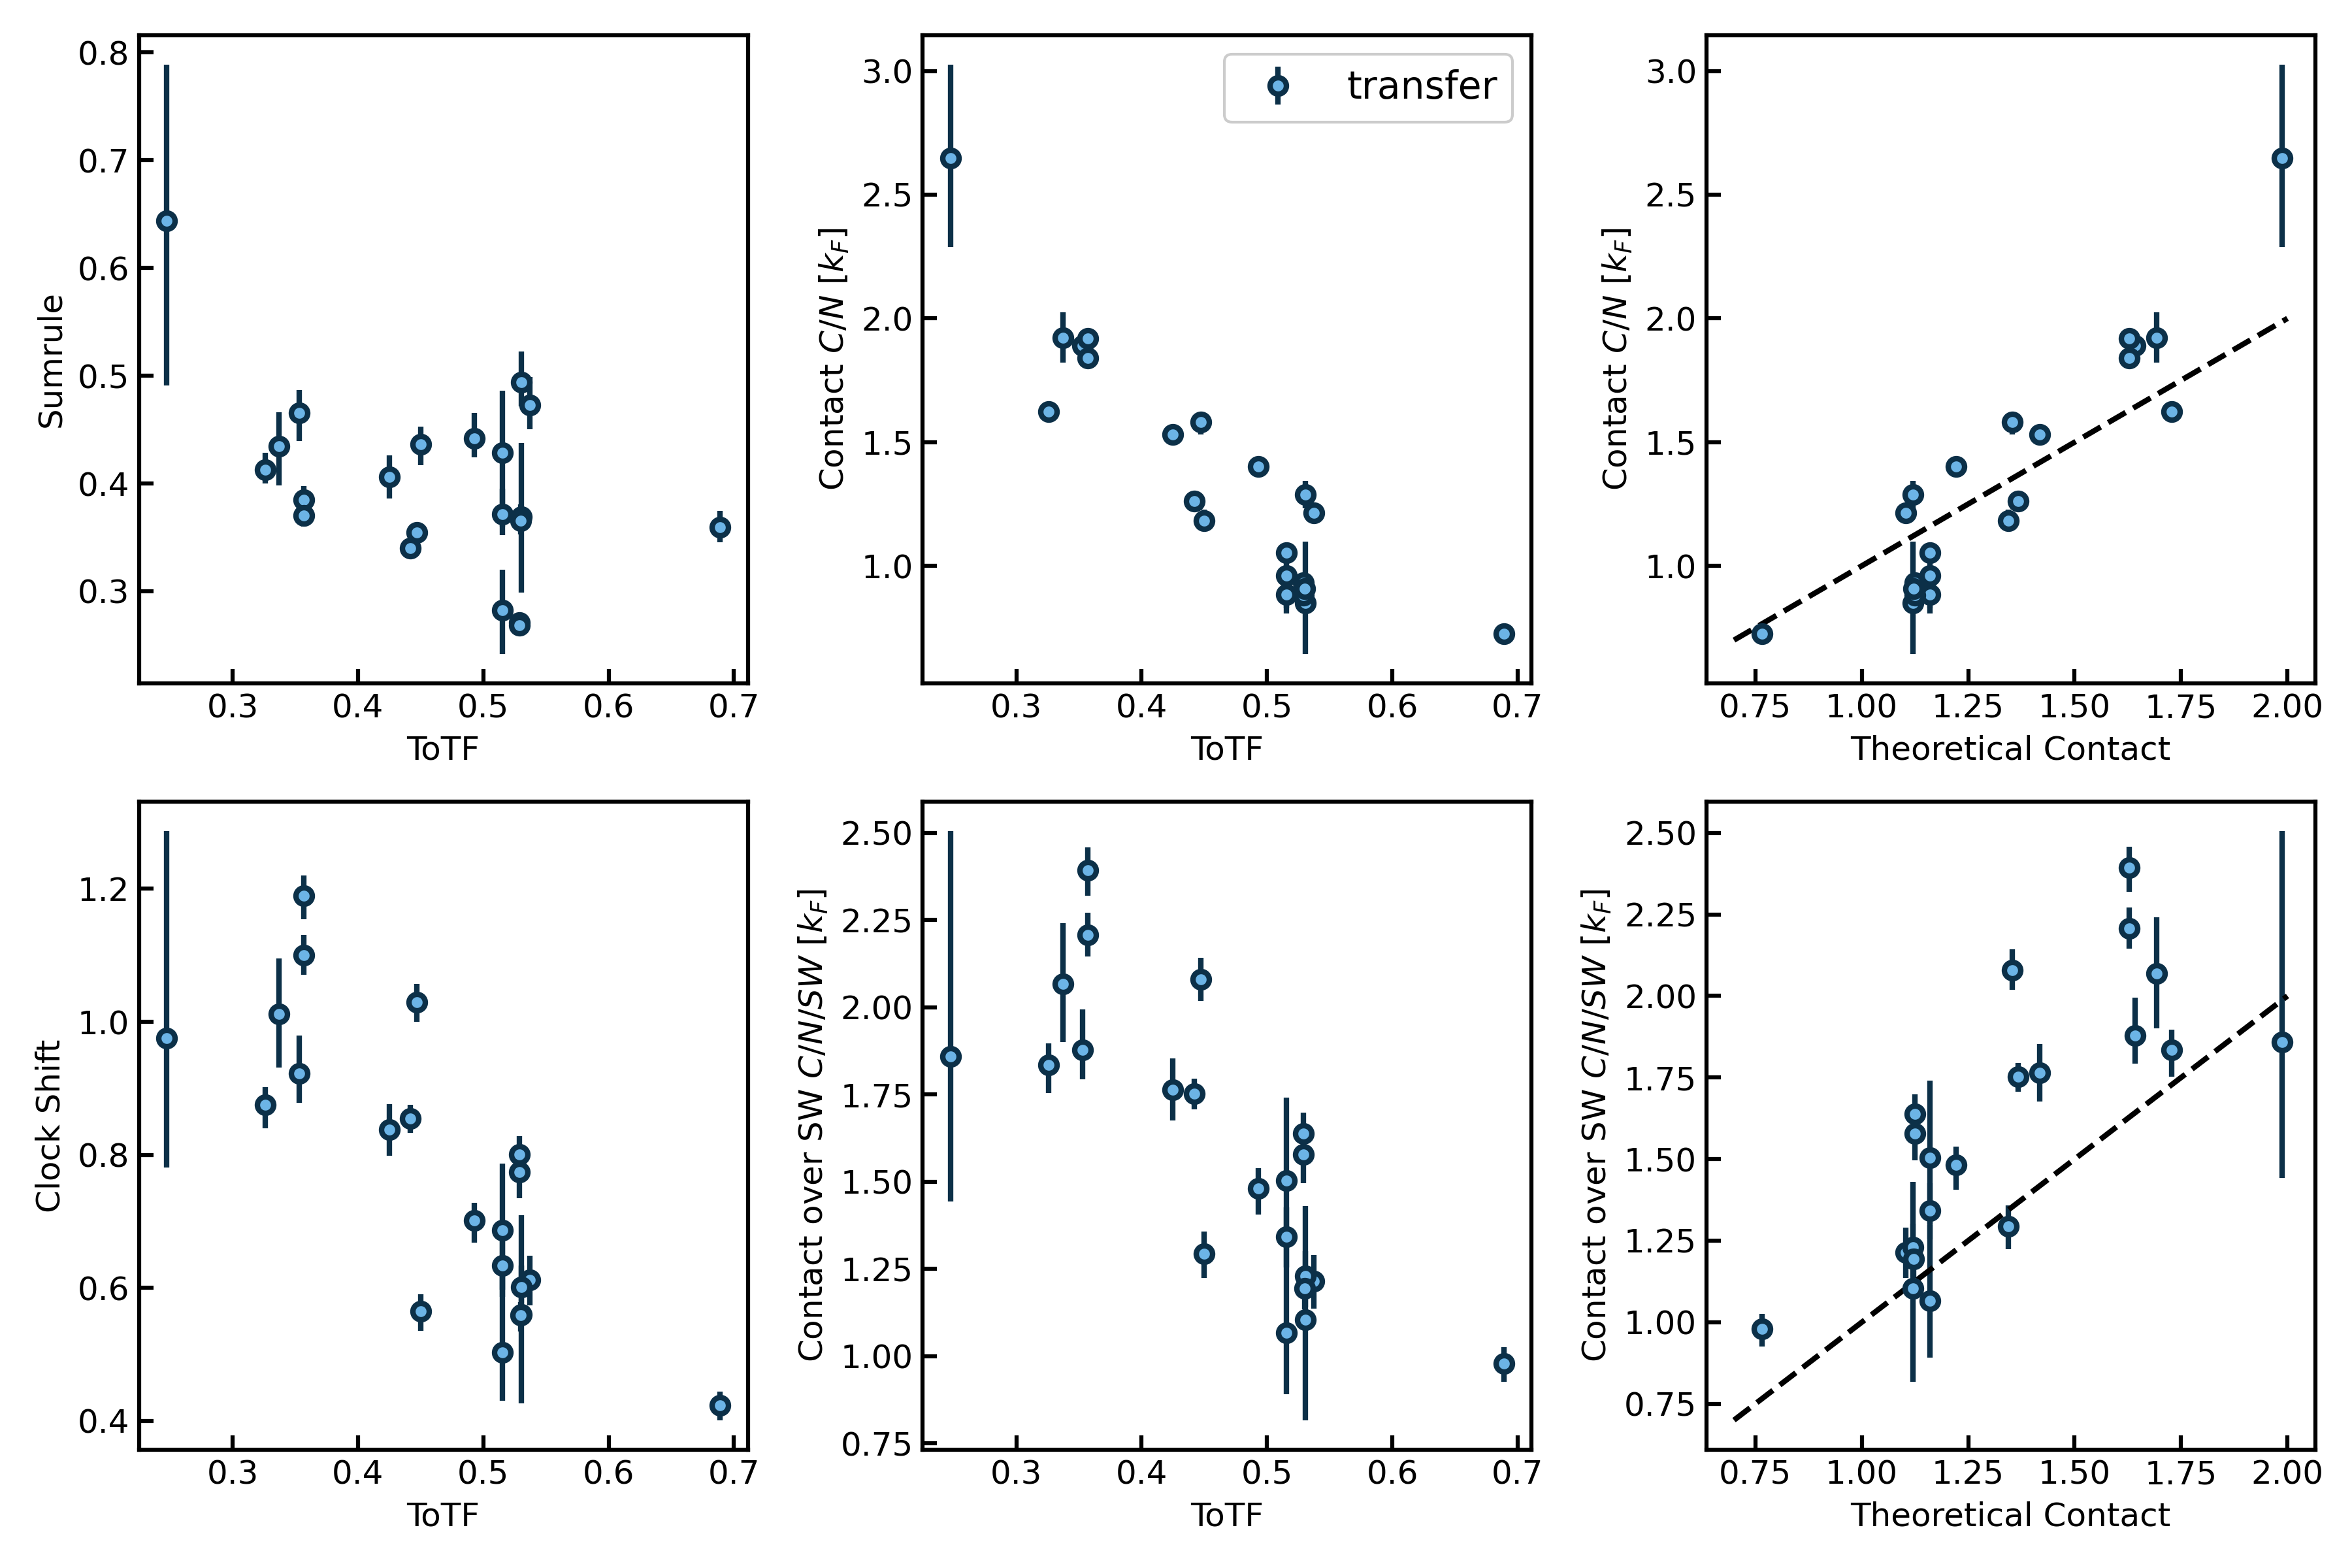 Sumrule
0.8
0.7
0.6
0.5
0.4
0.3
0.3 0.4 0.5 0.6 0.7
ToTF
Contact C/N [k_F]
3.0
2.5
2.0
1.5
1.0
transfer
0.3 0.4 0.5 0.6 0.7
ToTF
Contact C/N [k_F]
3.0
2.5
2.0
1.5
1.0
0.75 1.00 1.25 1.50 1.75 2.00
Theoretical Contact
Clock Shift
1.2
1.0
0.8
0.6
0.4
0.3 0.4 0.5 0.6 0.7
ToTF
Contact over SW C/N/SW [k_F]
2.50
2.25
2.00
1.75
1.50
1.25
1.00
0.75
0.3 0.4 0.5 0.6 0.7
ToTF
Contact over SW C/N/SW [k_F]
2.50
2.25
2.00
1.75
1.50
1.25
1.00
0.75
0.75 1.00 1.25 1.50 1.75 2.00
Theoretical Contact